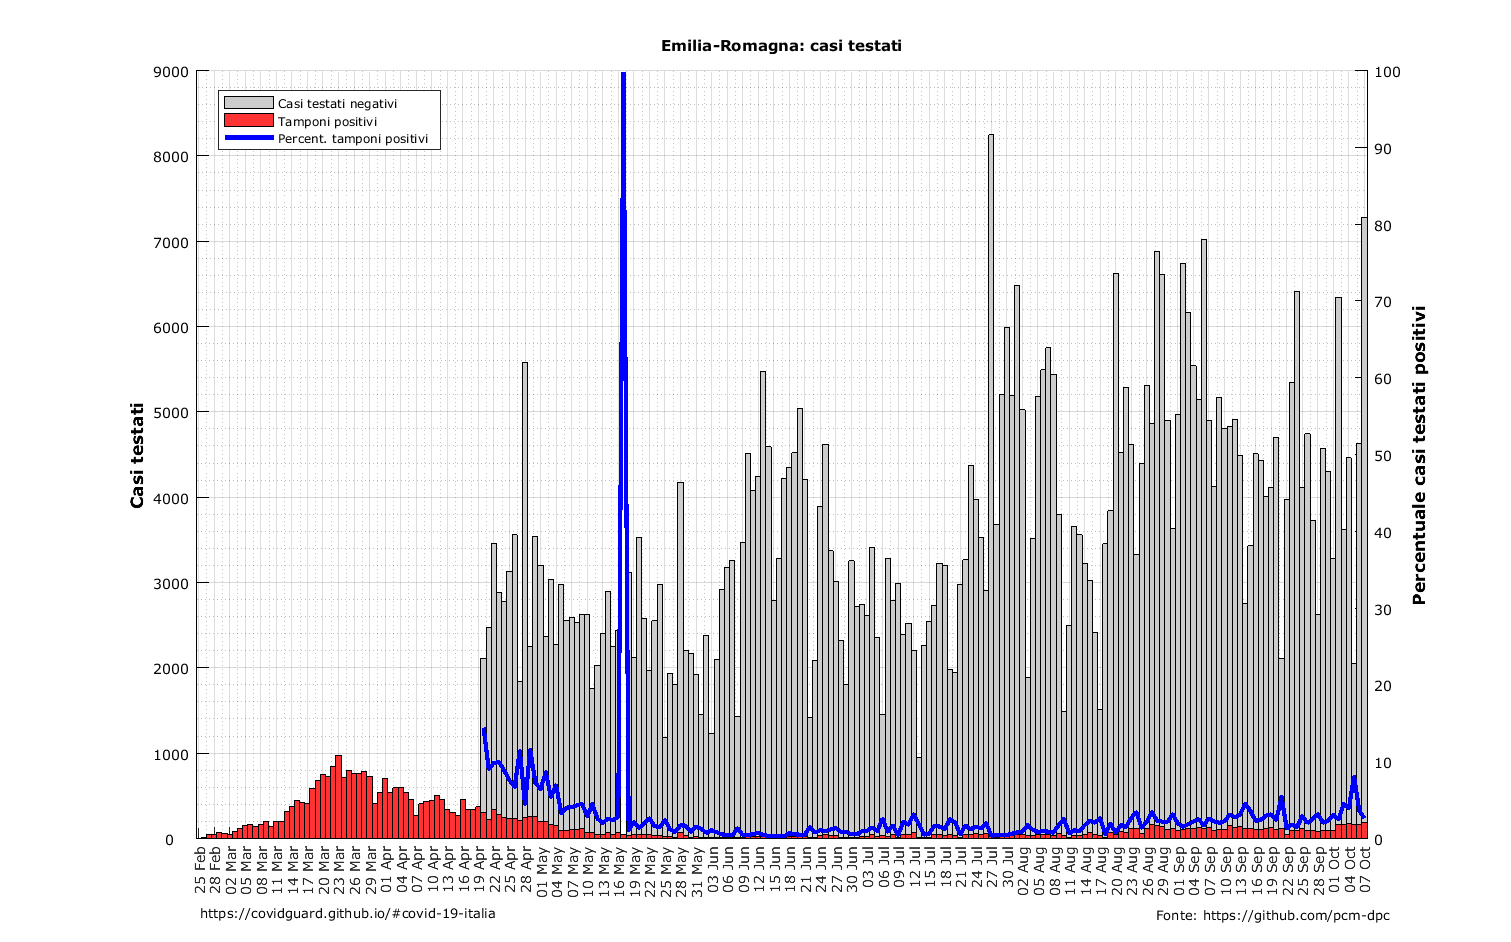 Emilia-Romagna: casi testati
Casi testati negativi
Tamponi positivi
Percent. tamponi positivi
Casi testati
9000
8000
7000
6000
5000
4000
3000
2000
1000
0
100
90
80
70
60
50
40
30
20
10
0
Percentuale casi testati positivi
25 Feb
28 Feb
02 Mar
05 Mar
08 Mar
11 Mar
14 Mar
17 Mar
20 Mar
23 Mar
26 Mar
29 Mar
01 Apr
04 Apr
07 Apr
10 Apr
13 Apr
16 Apr
19 Apr
22 Apr
25 Apr
28 Apr
01 May
04 May
07 May
10 May
13 May
16 May
19 May
22 May
25 May
28 May
31 May
03 Jun
06 Jun
09 Jun
12 Jun
15 Jun
18 Jun
21 Jun
24 Jun
27 Jun
30 Jun
03 Jul
06 Jul
09 Jul
12 Jul
15 Jul
18 Jul
21 Jul
24 Jul
27 Jul
30 Jul
02 Aug
05 Aug
08 Aug
11 Aug
14 Aug
17 Aug
20 Aug
23 Aug
26 Aug
29 Aug
01 Sep
04 Sep
07 Sep
10 Sep
13 Sep
16 Sep
19 Sep
22 Sep
25 Sep
28 Sep
01 Oct
04 Oct
07 Oct
https://covidguard.github.io/#covid-19-italia
Fonte: https://github.com/pcm-dpc